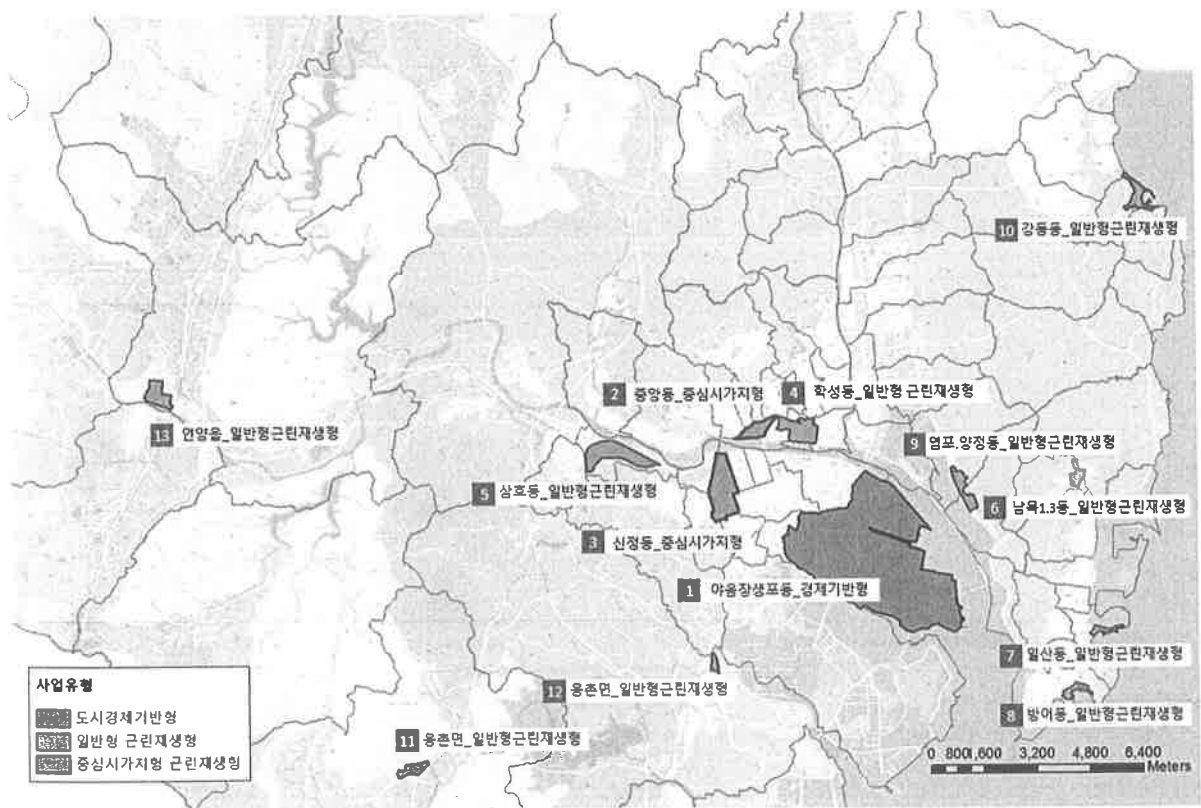 10 강동동_일반형근린재생형
2 중앙동_중심시가지형
4 학성동_일반형 근린재생형
13 언양읍_일반형근린재생형
9 염포.양정동_일반형근린재생형
5 삼호동_일반형근린재생형
6 남목1.3동_일반형근린재생형
3 신정동_중심시가지형
1 야음장생포동_경제기반형
7 일산동_일반형근린재생형
12 웅촌면_일반형근린재생형
8 방어동_일반형근린재생형
11 웅촌면_일반형근린재생형
사업유형
도시경제기반형
일반형 근린재생형
중심시가지형 근린재생형
0 800 1,600 3,200 4,800 6,400
Meters